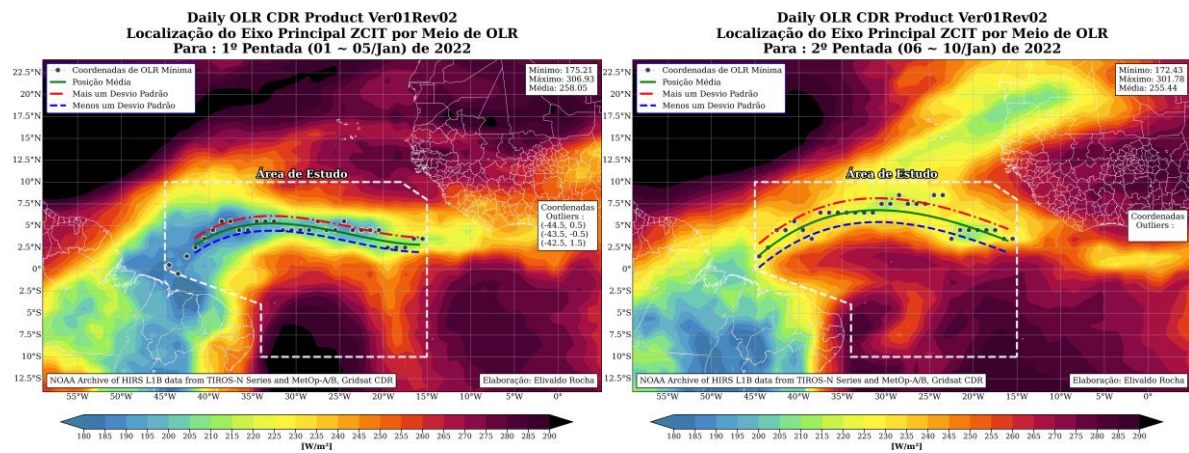 Daily OLR CDR Product Ver01Rev02
Localização do Eixo Principal ZCIT por Meio de OLR
Para : 1º Pentada (01 ~ 05/Jan) de 2022
Coordenadas de OLR Mínima
Posição Média
Mais um Desvio Padrão
Menos um Desvio Padrão
Mínimo: 175.21
Máximo: 306.93
Média: 258.05
Área de Estudo
Coordenadas
Outliers :
(-44.5, 0.5)
(-43.5, -0.5)
(-42.5, 1.5)
22.5°N
20°N
17.5°N
15°N
12.5°N
10°N
7.5°N
5°N
2.5°N
0°
2.5°S
5°S
7.5°S
10°S
12.5°S
NOAA Archive of HIRS L1B data from TIROS-N Series and MetOp-A/B, Gridsat CDR
Elaboração: Elivaldo Rocha
55°W 50°W 45°W 40°W 35°W 30°W 25°W 20°W 15°W 10°W 5°W 0°
180 185 190 195 200 205 210 215 220 225 230 235 240 245 250 255 260 265 270 275 280 285 290
[W/m²]
Daily OLR CDR Product Ver01Rev02
Localização do Eixo Principal ZCIT por Meio de OLR
Para : 2º Pentada (06 ~ 10/Jan) de 2022
Coordenadas de OLR Mínima
Posição Média
Mais um Desvio Padrão
Menos um Desvio Padrão
Mínimo: 172.43
Máximo: 301.78
Média: 255.44
Área de Estudo
Coordenadas
Outliers :
22.5°N
20°N
17.5°N
15°N
12.5°N
10°N
7.5°N
5°N
2.5°N
0°
2.5°S
5°S
7.5°S
10°S
12.5°S
NOAA Archive of HIRS L1B data from TIROS-N Series and MetOp-A/B, Gridsat CDR
Elaboração: Elivaldo Rocha
55°W 50°W 45°W 40°W 35°W 30°W 25°W 20°W 15°W 10°W 5°W 0°
180 185 190 195 200 205 210 215 220 225 230 235 240 245 250 255 260 265 270 275 280 285 290
[W/m²]